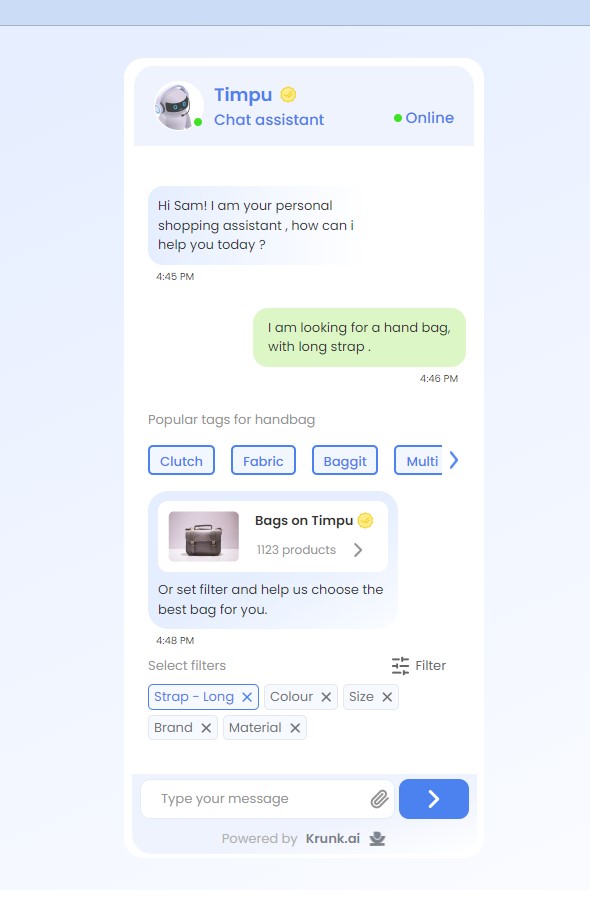 Timpu
Chat assistant
Online
Hi Sam! I am your personal
shopping assistant , how can i
help you today ?
4:45 PM
I am looking for a hand bag,
with long strap .
4:46 PM
Popular tags for handbag
Clutch Fabric Baggit Multi
Bags on Timpu
1123 products
Or set filter and help us choose the
best bag for you.
4:48 PM
Select filters Filter
Strap - Long Colour Size
Brand Material
Type your message
Powered by Krunk.ai